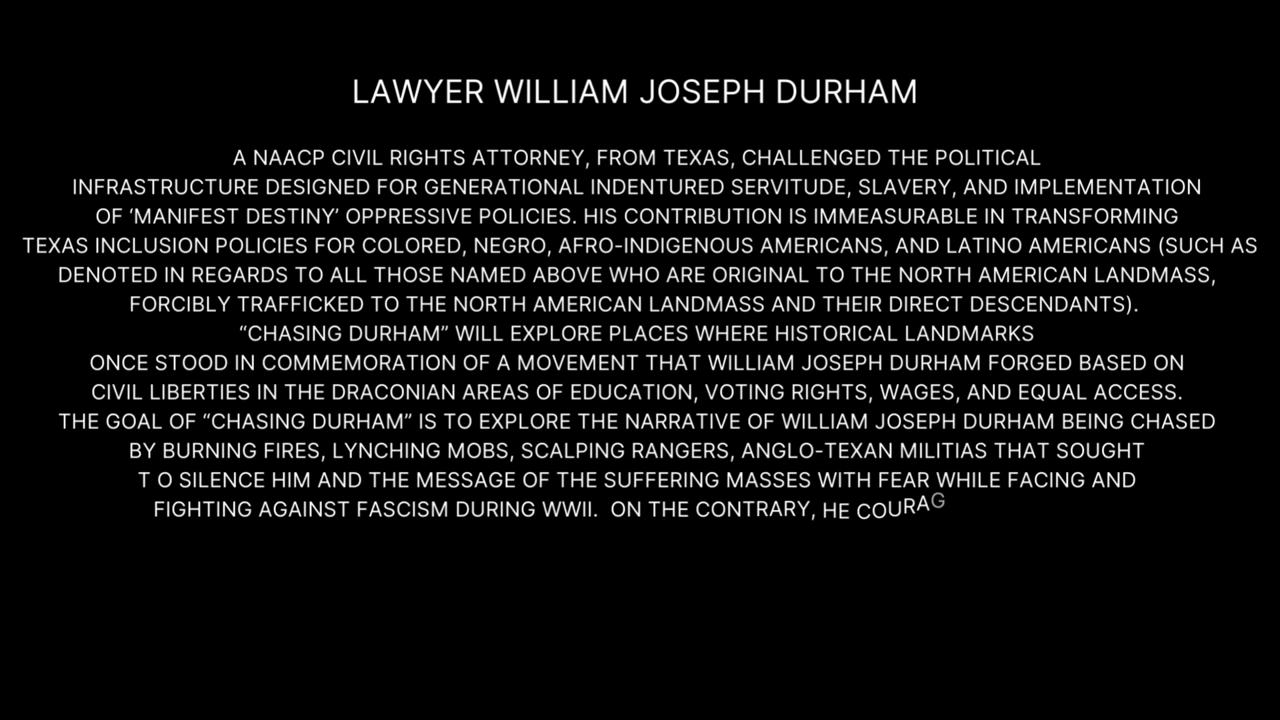 LAWYER WILLIAM JOSEPH DURHAM
A NAACP CIVIL RIGHTS ATTORNEY, FROM TEXAS, CHALLENGED THE POLITICAL
INFRASTRUCTURE DESIGNED FOR GENERATIONAL INDENTURED SERVITUDE, SLAVERY, AND IMPLEMENTATION
OF ‘MANIFEST DESTINY’ OPPRESSIVE POLICIES. HIS CONTRIBUTION IS IMMEASURABLE IN TRANSFORMING
TEXAS INCLUSION POLICIES FOR COLORED, NEGRO, AFRO-INDIGENOUS AMERICANS, AND LATINO AMERICANS (SUCH AS
DENOTED IN REGARDS TO ALL THOSE NAMED ABOVE WHO ARE ORIGINAL TO THE NORTH AMERICAN LANDMASS,
FORCIBLY TRAFFICKED TO THE NORTH AMERICAN LANDMASS AND THEIR DIRECT DESCENDANTS).
“CHASING DURHAM” WILL EXPLORE PLACES WHERE HISTORICAL LANDMARKS
ONCE STOOD IN COMMEMORATION OF A MOVEMENT THAT WILLIAM JOSEPH DURHAM FORGED BASED ON
CIVIL LIBERTIES IN THE DRACONIAN AREAS OF EDUCATION, VOTING RIGHTS, WAGES, AND EQUAL ACCESS.
THE GOAL OF “CHASING DURHAM” IS TO EXPLORE THE NARRATIVE OF WILLIAM JOSEPH DURHAM BEING CHASED
BY BURNING FIRES, LYNCHING MOBS, SCALPING RANGERS, ANGLO-TEXAN MILITIAS THAT SOUGHT
T O SILENCE HIM AND THE MESSAGE OF THE SUFFERING MASSES WITH FEAR WHILE FACING AND
FIGHTING AGAINST FASCISM DURING WWII.  ON THE CONTRARY, HE COURAG